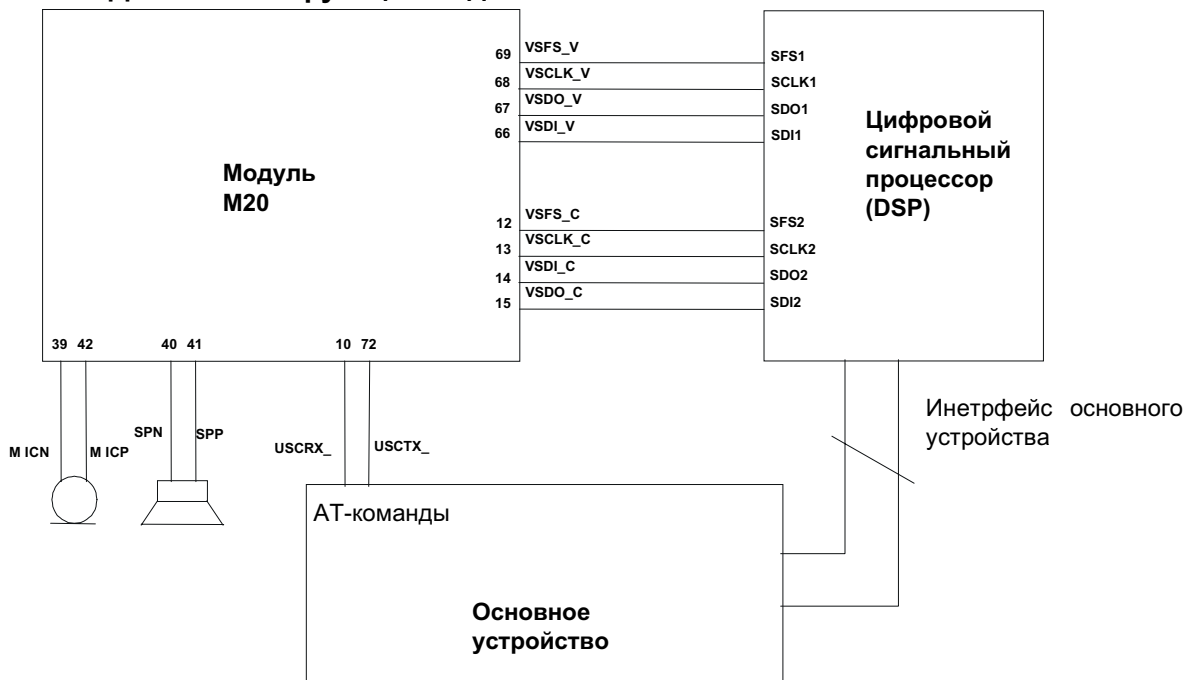 69 VSFS_V SFS1
68 VSCLK_V SCLK1
67 VSDO_V SDO1
66 VSDI_V SDI1
Модуль
М20
Цифровой
сигнальный
процессор
(DSP)
12 VSFS_C SFS2
13 VSCLK_C SCLK2
14 VSDI_C SDO2
15 VSDO_C SDI2
39 42 40 41 10 72
M ICN M ICP SPN SPP USCRX_ USCTX_
Инетрфейс основного
устройства
АТ-команды
Основное
устройство